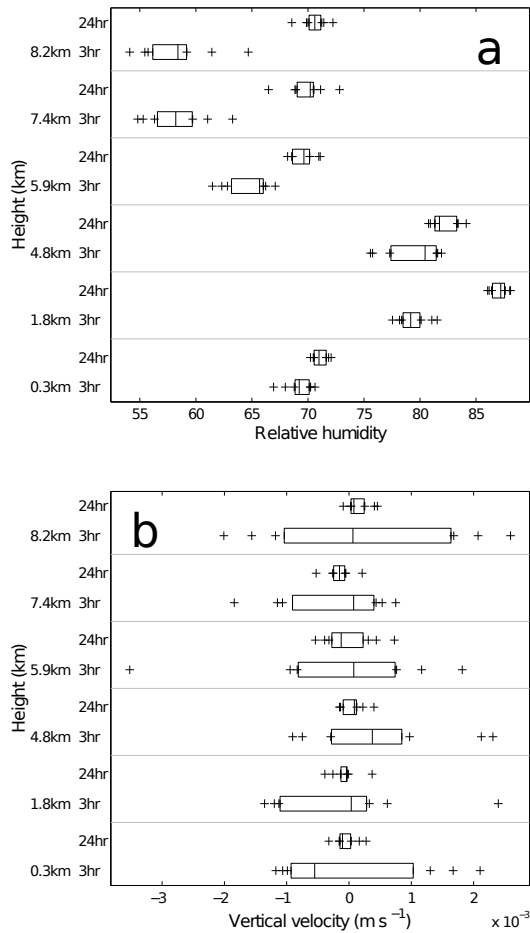 a
24hr
8.2km 3hr
24hr
7.4km 3hr
24hr
5.9km 3hr
24hr
4.8km 3hr
24hr
1.8km 3hr
24hr
0.3km 3hr
Height (km)
55 60 65 70 75 80 85
Relative humidity
b
24hr
8.2km 3hr
24hr
7.4km 3hr
24hr
5.9km 3hr
24hr
4.8km 3hr
24hr
1.8km 3hr
24hr
0.3km 3hr
Height (km)
−3 −2 −1 0 1 2
x 10⁻³
Vertical velocity (m s⁻¹)